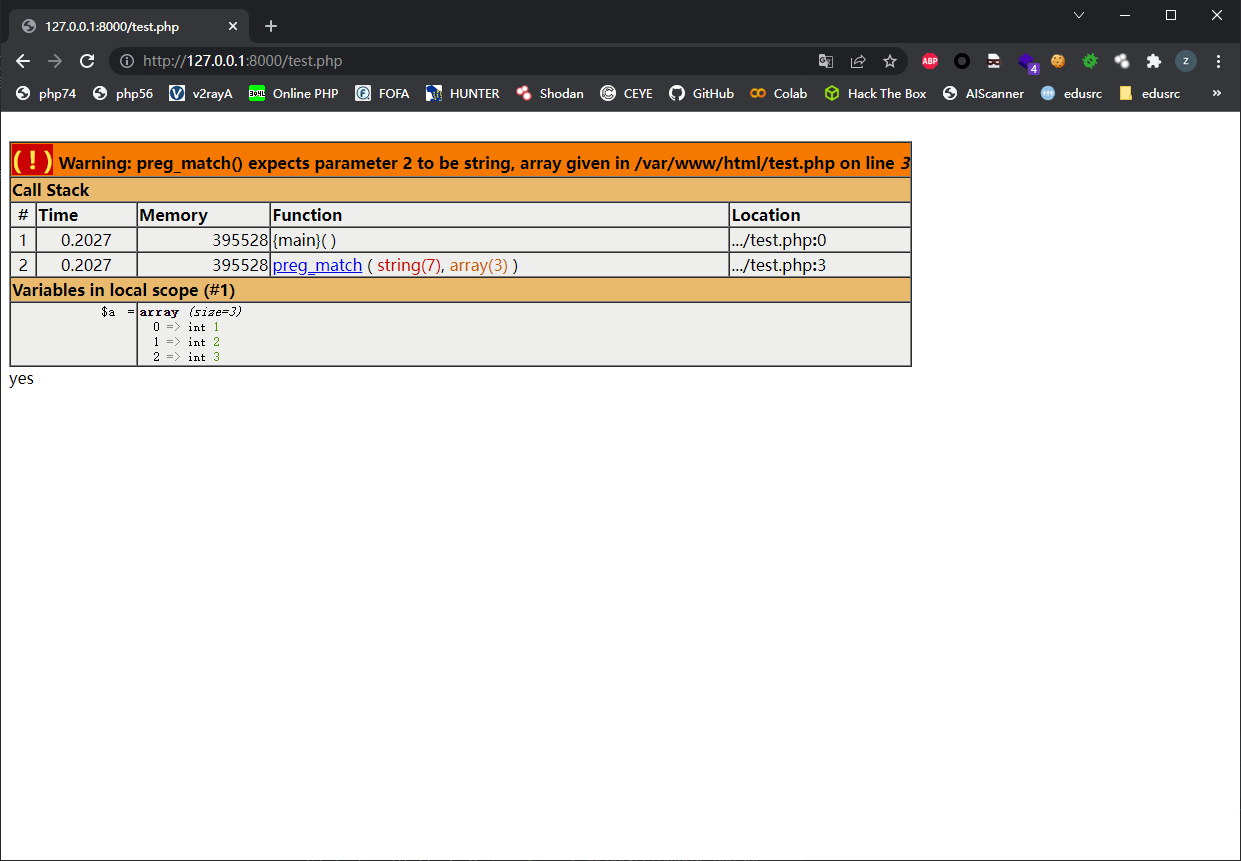 127.0.0.1:8000/test.php
http://127.0.0.1:8000/test.php
ABP
4
Z
php74 php56 v2rayA Online PHP FOFA HUNTER Shodan CEYE GitHub Colab Hack The Box AIScanner edusrc edusrc »
( ! ) Warning: preg_match() expects parameter 2 to be string, array given in /var/www/html/test.php on line 3
Call Stack
# Time Memory Function Location
1 0.2027 395528 {main}( ) .../test.php:0
2 0.2027 395528 preg_match ( string(7), array(3) ) .../test.php:3
Variables in local scope (#1)
$a = array (size=3)
0 => int 1
1 => int 2
2 => int 3
yes